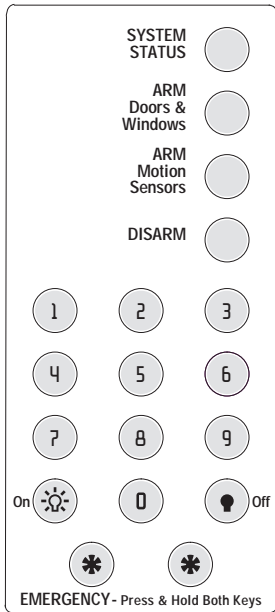 SYSTEM
STATUS
ARM
Doors &
Windows
ARM
Motion
Sensors
DISARM
1 2 3
4 5 6
7 8 9
On 0 Off
✱ ✱
EMERGENCY - Press & Hold Both Keys